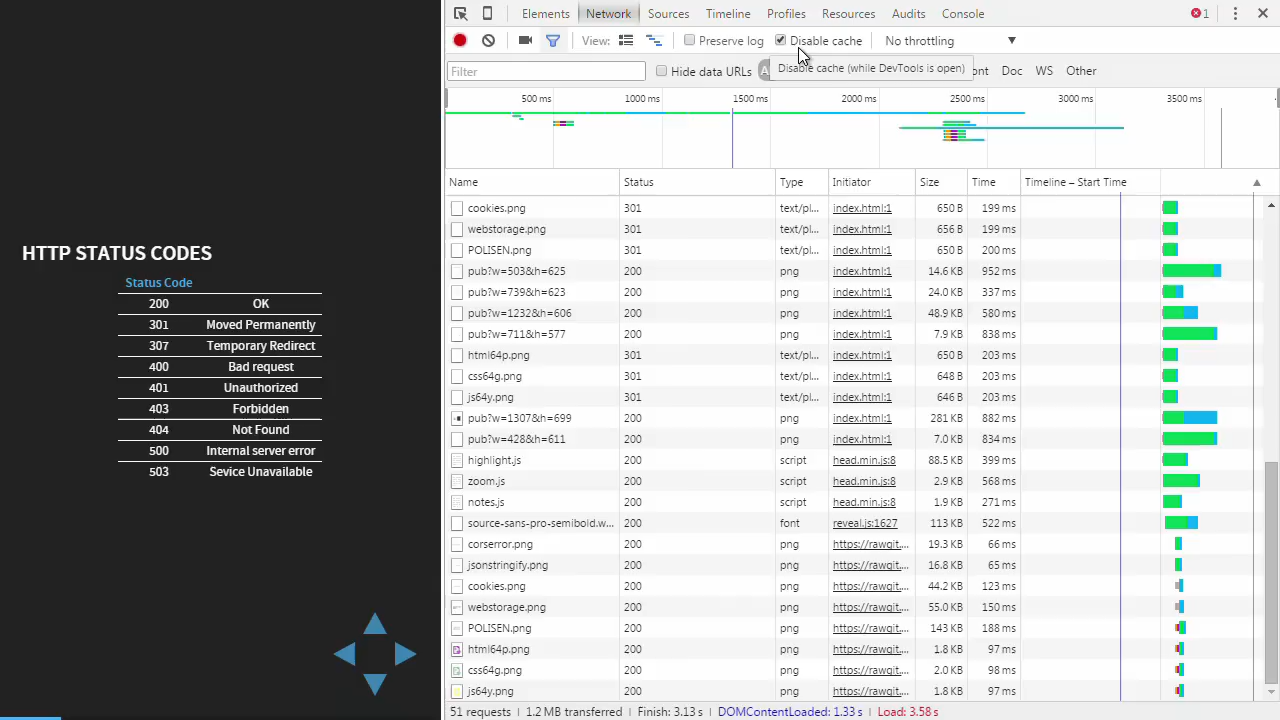 HTTP STATUS CODES
Status Code
200 OK
301 Moved Permanently
307 Temporary Redirect
400 Bad request
401 Unauthorized
403 Forbidden
404 Not Found
500 Internal server error
503 Sevice Unavailable
Elements Network Sources Timeline Profiles Resources Audits Console 1
View: Preserve log Disable cache No throttling
Filter Hide data URLs Doc WS Other
Disable cache (while DevTools is open)
500 ms 1000 ms 1500 ms 2000 ms 2500 ms 3000 ms 3500 ms
Name Status Type Initiator Size Time Timeline – Start Time
cookies.png 301 text/pl... index.html:1 650 B 199 ms
webstorage.png 301 text/pl... index.html:1 656 B 199 ms
POLISEN.png 301 text/pl... index.html:1 650 B 200 ms
pub?w=503&h=625 200 png index.html:1 14.6 KB 952 ms
pub?w=739&h=623 200 png index.html:1 24.0 KB 337 ms
pub?w=1232&h=606 200 png index.html:1 48.9 KB 580 ms
pub?w=711&h=577 200 png index.html:1 7.9 KB 838 ms
html64p.png 301 text/pl... index.html:1 650 B 203 ms
css64g.png 301 text/pl... index.html:1 648 B 203 ms
js64y.png 301 text/pl... index.html:1 646 B 203 ms
pub?w=1307&h=699 200 png index.html:1 281 KB 882 ms
pub?w=428&h=611 200 png index.html:1 7.0 KB 834 ms
highlight.js 200 script head.min.js:8 88.5 KB 399 ms
zoom.js 200 script head.min.js:8 2.9 KB 568 ms
notes.js 200 script head.min.js:8 1.9 KB 271 ms
source-sans-pro-semibold.w... 200 font reveal.js:1627 113 KB 522 ms
corserror.png 200 png https://rawgit.... 19.3 KB 66 ms
jsonstringify.png 200 png https://rawgit.... 16.8 KB 65 ms
cookies.png 200 png https://rawgit.... 44.2 KB 123 ms
webstorage.png 200 png https://rawgit.... 55.0 KB 150 ms
POLISEN.png 200 png https://rawgit.... 143 KB 188 ms
html64p.png 200 png https://rawgit.... 1.8 KB 97 ms
css64g.png 200 png https://rawgit.... 2.0 KB 98 ms
js64y.png 200 png https://rawgit.... 1.8 KB 97 ms
51 requests | 1.2 MB transferred | Finish: 3.13 s | DOMContentLoaded: 1.33 s | Load: 3.58 s